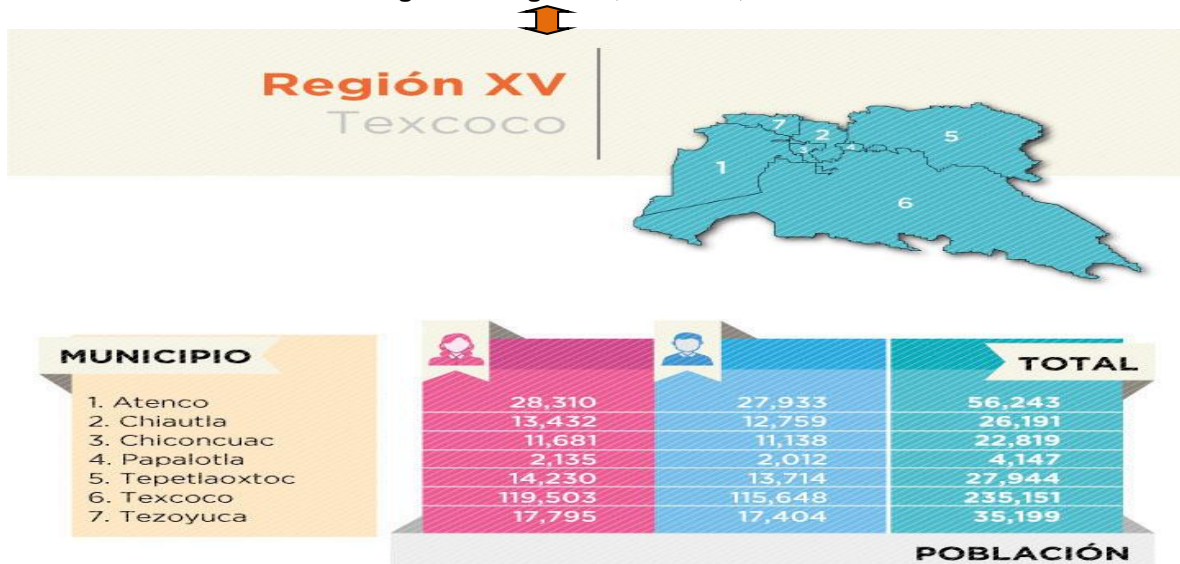 Región XV
Texcoco
7
2
5
3
4
1
6
MUNICIPIO
TOTAL
1. Atenco 28,310 27,933 56,243
2. Chiautla 13,432 12,759 26,191
3. Chiconcuac 11,681 11,138 22,819
4. Papalotla 2,135 2,012 4,147
5. Tepetlaoxtoc 14,230 13,714 27,944
6. Texcoco 119,503 115,648 235,151
7. Tezoyuca 17,795 17,404 35,199
POBLACIÓN